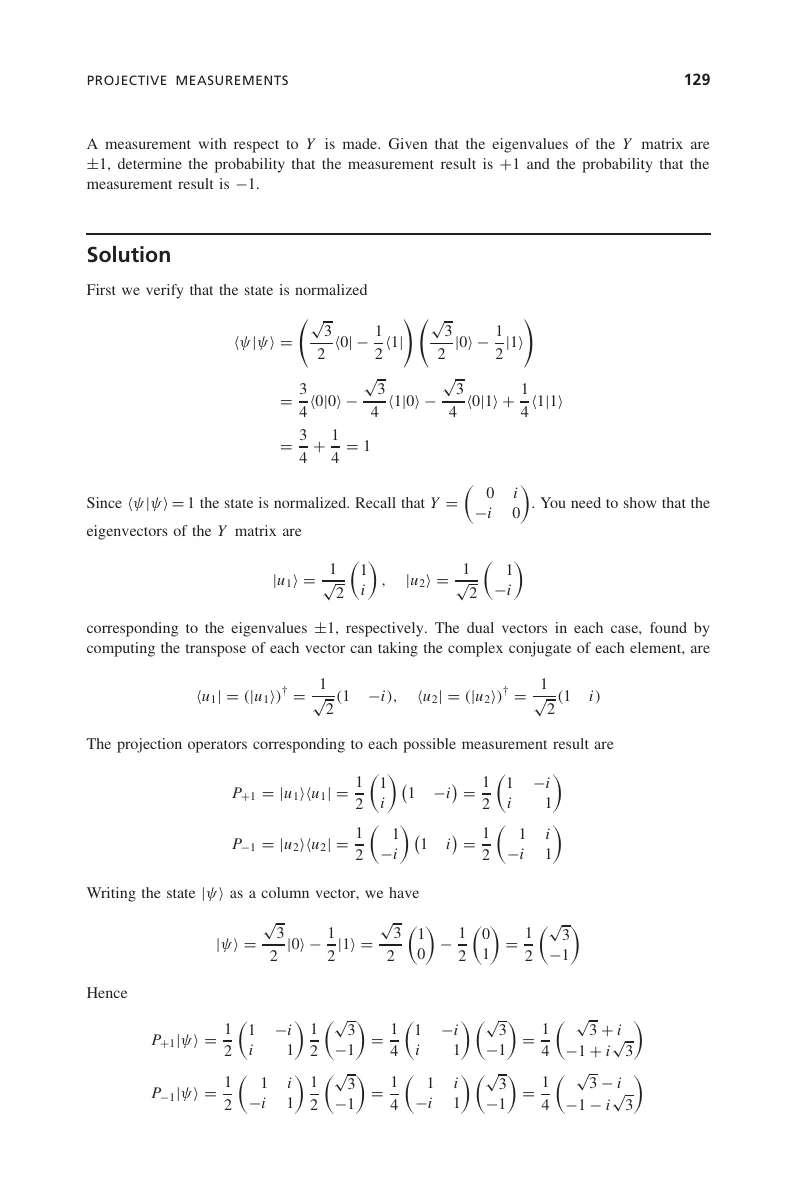 PROJECTIVE MEASUREMENTS 129
A measurement with respect to Y is made. Given that the eigenvalues of the Y matrix are
±1, determine the probability that the measurement result is +1 and the probability that the
measurement result is −1.
Solution
First we verify that the state is normalized
⟨ψ|ψ⟩ = (√3/2 ⟨0| − 1/2 ⟨1|) (√3/2 |0⟩ − 1/2 |1⟩)
= 3/4 ⟨0|0⟩ − √3/4 ⟨1|0⟩ − √3/4 ⟨0|1⟩ + 1/4 ⟨1|1⟩
= 3/4 + 1/4 = 1
Since ⟨ψ|ψ⟩ = 1 the state is normalized. Recall that Y = (0 i; −i 0). You need to show that the
eigenvectors of the Y matrix are
|u1⟩ = 1/√2 (1; i), |u2⟩ = 1/√2 (1; −i)
corresponding to the eigenvalues ±1, respectively. The dual vectors in each case, found by
computing the transpose of each vector can taking the complex conjugate of each element, are
⟨u1| = (|u1⟩)† = 1/√2 (1 −i), ⟨u2| = (|u2⟩)† = 1/√2 (1 i)
The projection operators corresponding to each possible measurement result are
P+1 = |u1⟩⟨u1| = 1/2 (1; i) (1 −i) = 1/2 (1 −i; i 1)
P−1 = |u2⟩⟨u2| = 1/2 (1; −i) (1 i) = 1/2 (1 i; −i 1)
Writing the state |ψ⟩ as a column vector, we have
|ψ⟩ = √3/2 |0⟩ − 1/2 |1⟩ = √3/2 (1; 0) − 1/2 (0; 1) = 1/2 (√3; −1)
Hence
P+1|ψ⟩ = 1/2 (1 −i; i 1) 1/2 (√3; −1) = 1/4 (1 −i; i 1) (√3; −1) = 1/4 (√3 + i; −1 + i√3)
P−1|ψ⟩ = 1/2 (1 i; −i 1) 1/2 (√3; −1) = 1/4 (1 i; −i 1) (√3; −1) = 1/4 (√3 − i; −1 − i√3)